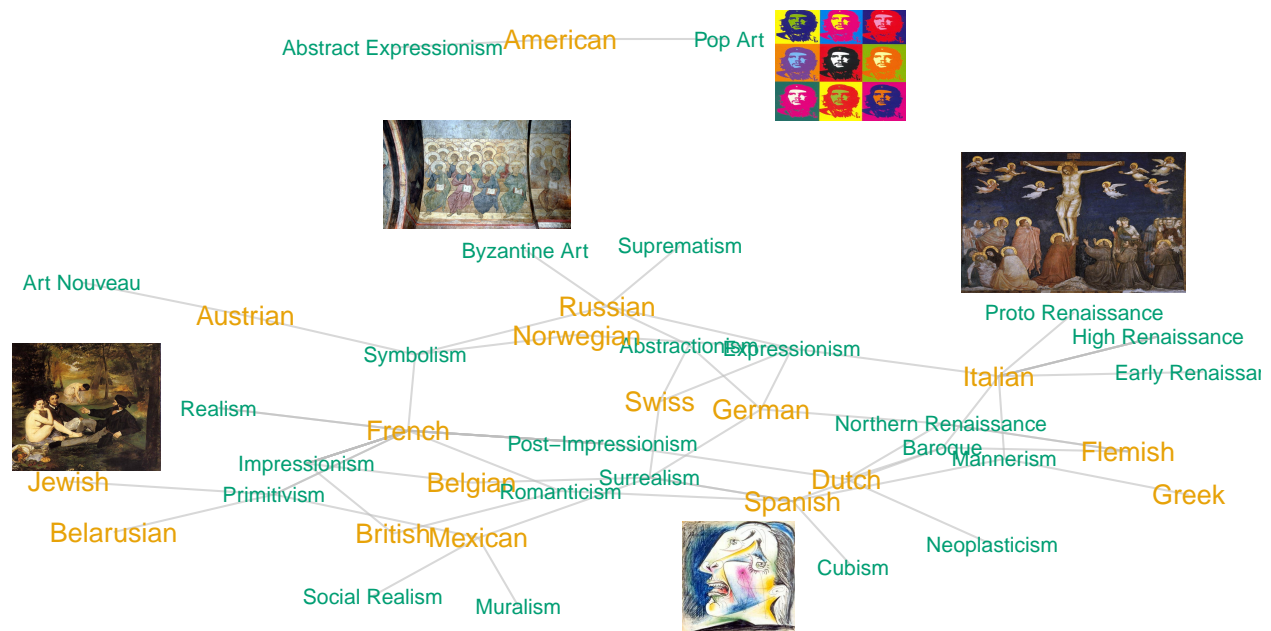 American
Pop Art
Abstract Expressionism
Suprematism
Byzantine Art
Art Nouveau
Russian
Proto Renaissance
Austrian
Norwegian
High Renaissance
Abstractionism
Expressionism
Symbolism
Early Renaissan
Italian
Swiss
Realism
German
Northern Renaissance
French
Post-Impressionism
Baroque
Flemish
Mannerism
Impressionism
Surrealism
Dutch
Jewish
Belgian
Romanticism
Primitivism
Greek
Spanish
Belarusian
British
Mexican
Neoplasticism
Cubism
Social Realism
Muralism